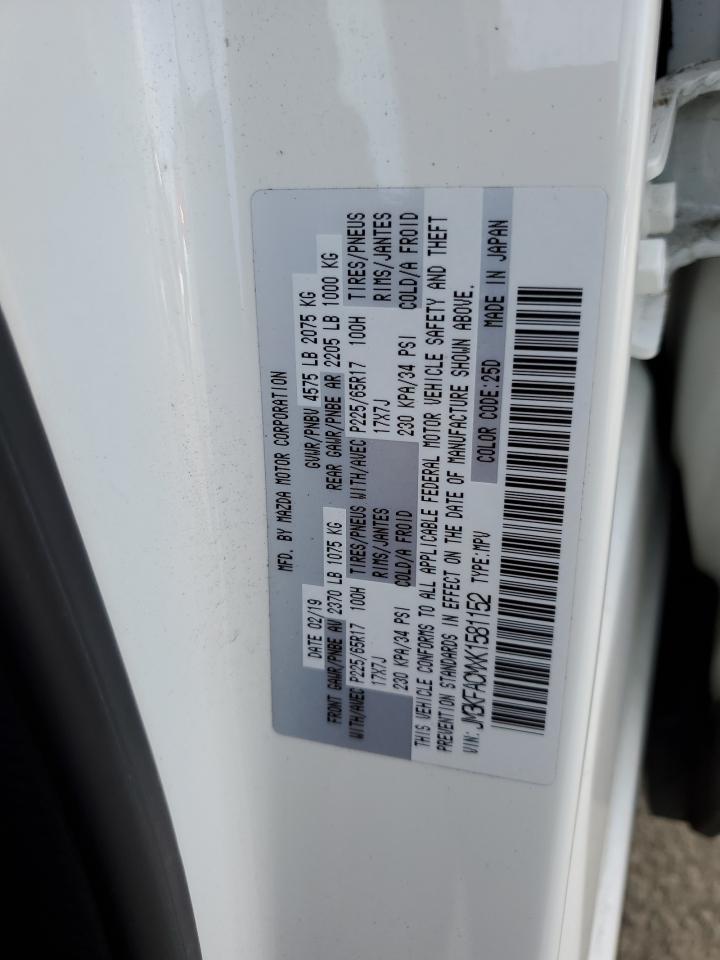 MFD. BY MAZDA MOTOR CORPORATION
DATE 02/19 GVWR/PNBV 4575 LB 2075 KG
FRONT GAWR/PNBE AV 2370 LB 1075 KG REAR GAWR/PNBE AR 2205 LB 1000 KG
WITH/AVEC P225/65R17 100H TIRES/PNEUS WITH/AVEC P225/65R17 100H TIRES/PNEUS
17X7J RIMS/JANTES 17X7J RIMS/JANTES
230 KPA/34 PSI COLD/A FROID 230 KPA/34 PSI COLD/A FROID
THIS VEHICLE CONFORMS TO ALL APPLICABLE FEDERAL MOTOR VEHICLE SAFETY AND THEFT
PREVENTION STANDARDS IN EFFECT ON THE DATE OF MANUFACTURE SHOWN ABOVE.
VIN: JM3KFACMXK1581152 TYPE:MPV COLOR CODE:25D MADE IN JAPAN